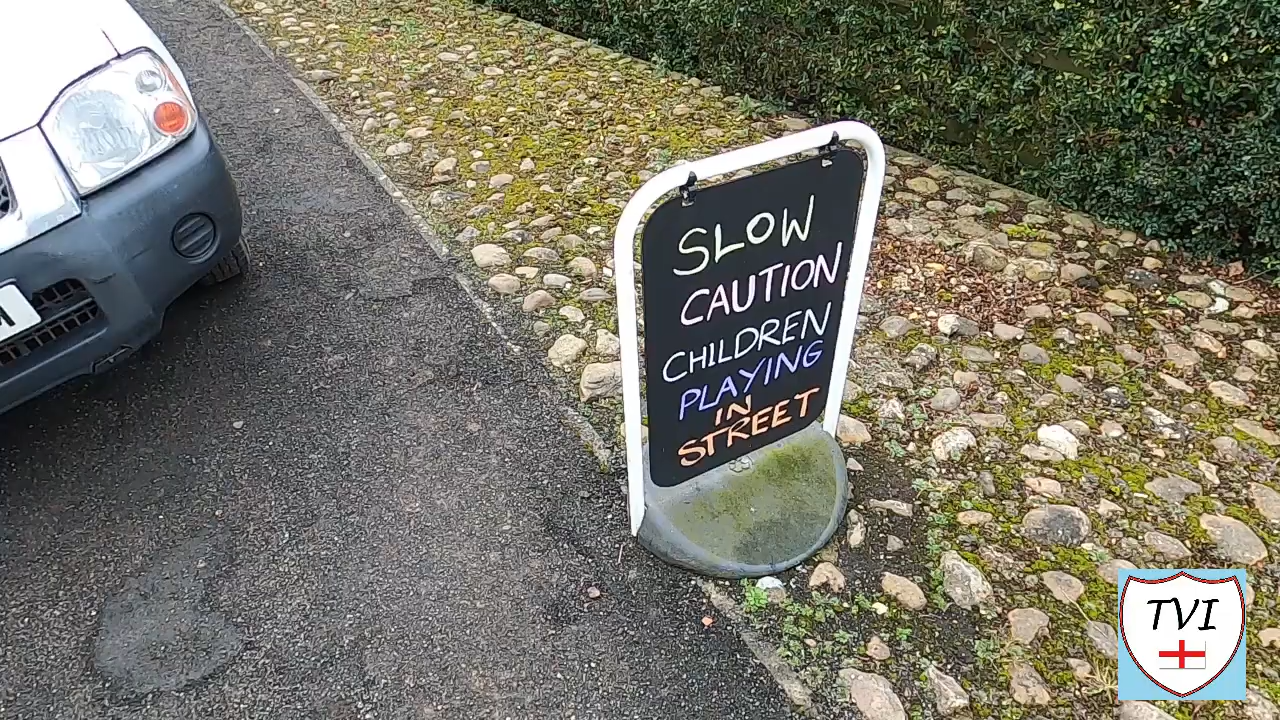 SLOW
CAUTION
CHILDREN
PLAYING
IN
STREET
TVI